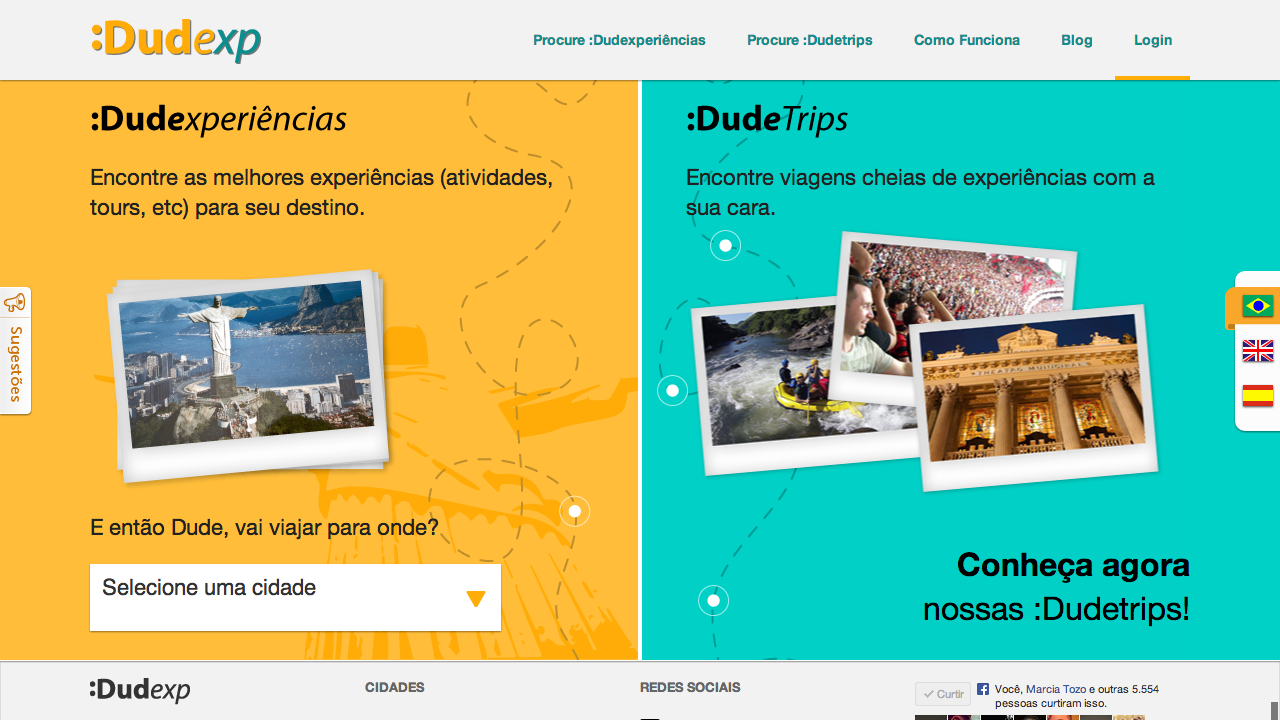 :Dudexp
Procure :Dudexperiências
Procure :Dudetrips
Como Funciona
Blog
Login
:Dudexperiências
Encontre as melhores experiências (atividades,
tours, etc) para seu destino.
:DudeTrips
Encontre viagens cheias de experiências com a
sua cara.
THEATRO MUNICIPAL
Sugestões
E então Dude, vai viajar para onde?
Selecione uma cidade
Conheça agora
nossas :Dudetrips!
:Dudexp
CIDADES
REDES SOCIAIS
Curtir
Você, Marcia Tozo e outras 5.554
pessoas curtiram isso.